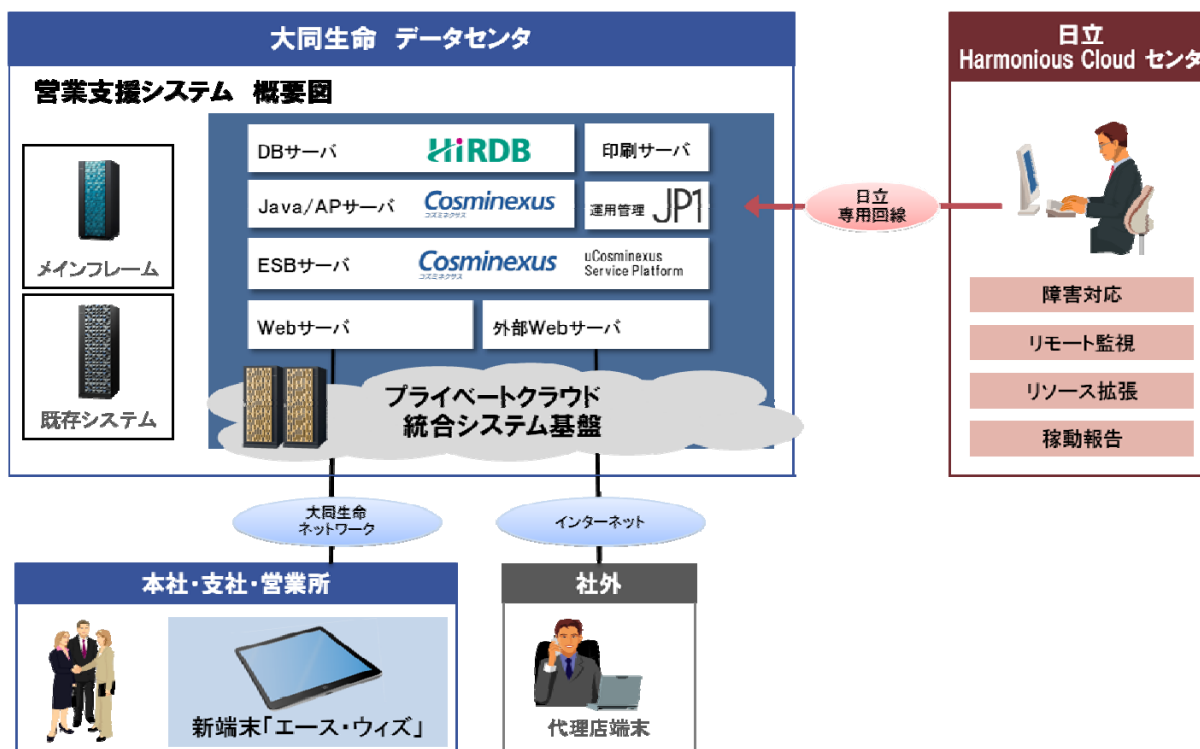 大同生命 データセンタ
営業支援システム 概要図
メインフレーム
既存システム
DBサーバ HiRDB
印刷サーバ
Java/APサーバ Cosminexus
コズミネクサス
運用管理 JP1
ESBサーバ Cosminexus
コズミネクサス
uCosminexus
Service Platform
Webサーバ
外部Webサーバ
プライベートクラウド
統合システム基盤
日立
専用回線
日立
Harmonious Cloud センタ
障害対応
リモート監視
リソース拡張
稼動報告
大同生命
ネットワーク
インターネット
本社・支社・営業所
新端末「エース・ウィズ」
社外
代理店端末